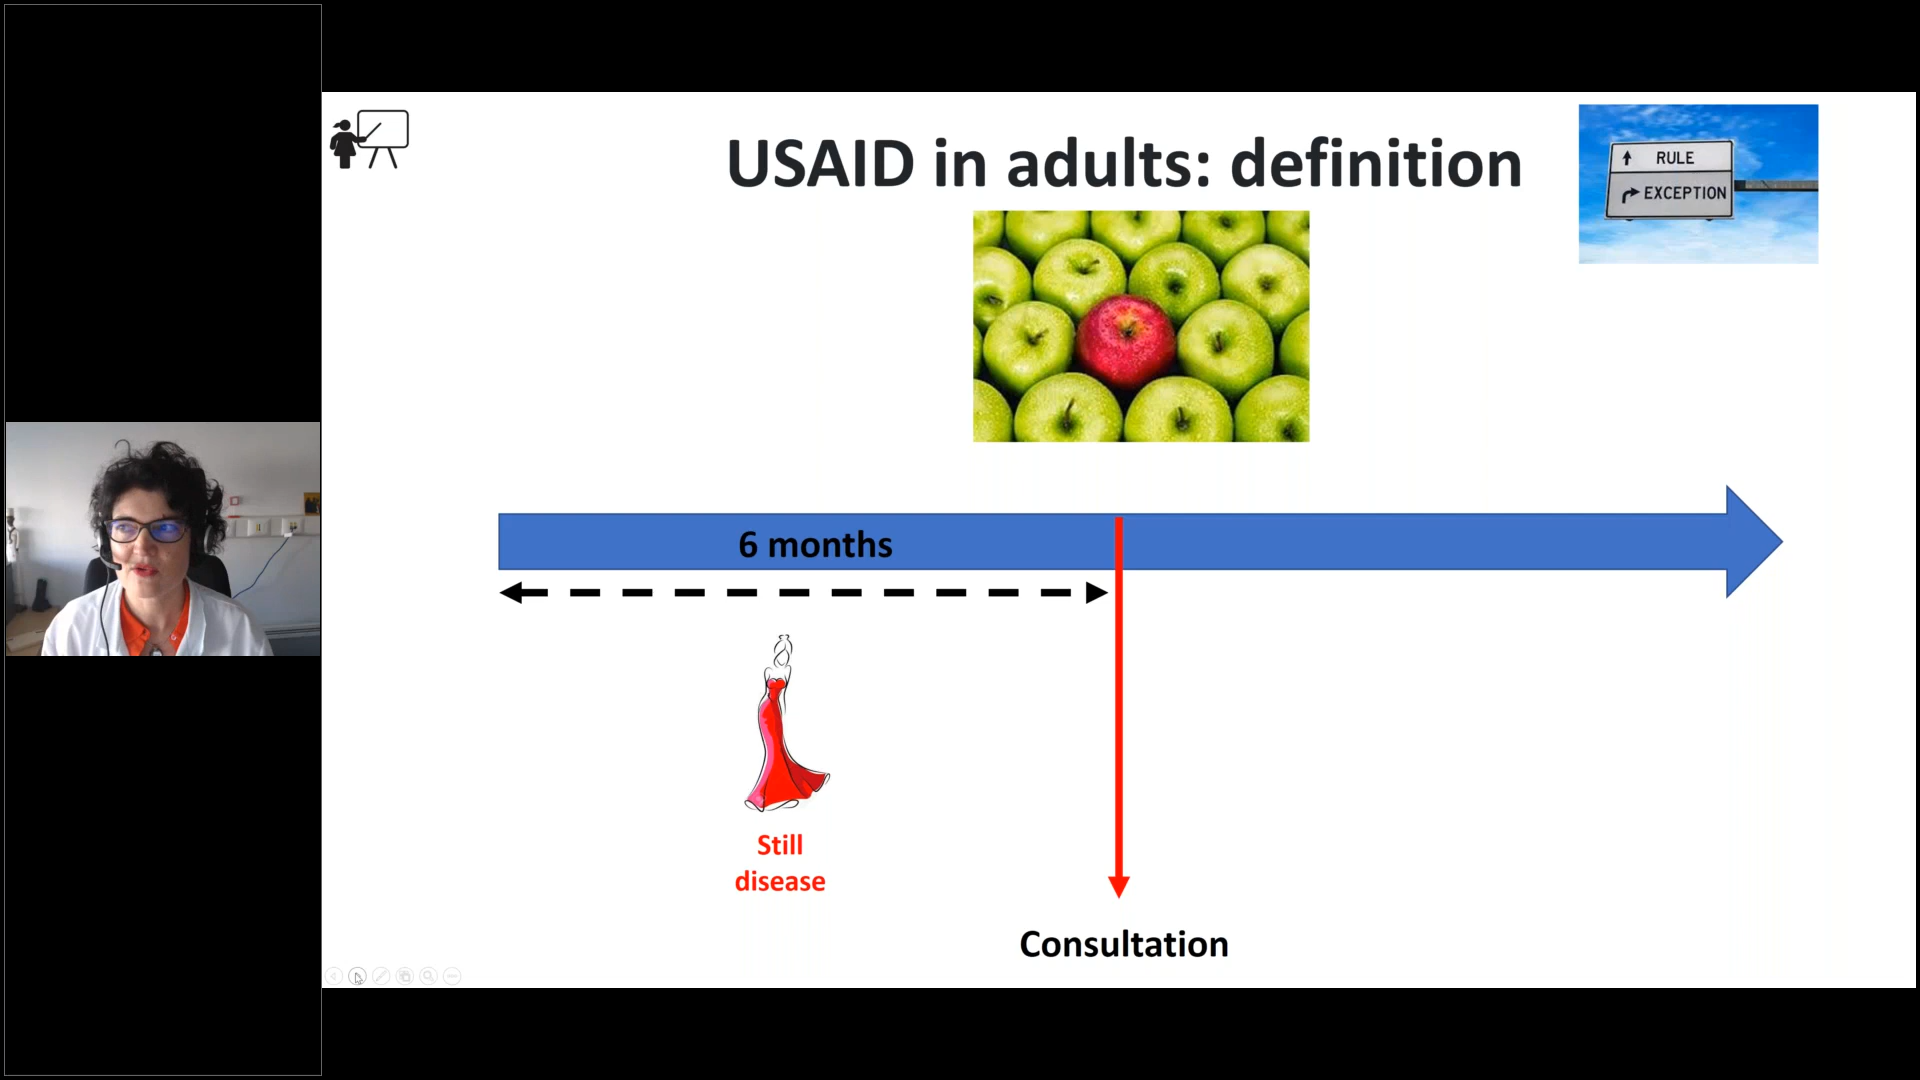 USAID in adults: definition
RULE
EXCEPTION
6 months
Still
disease
Consultation